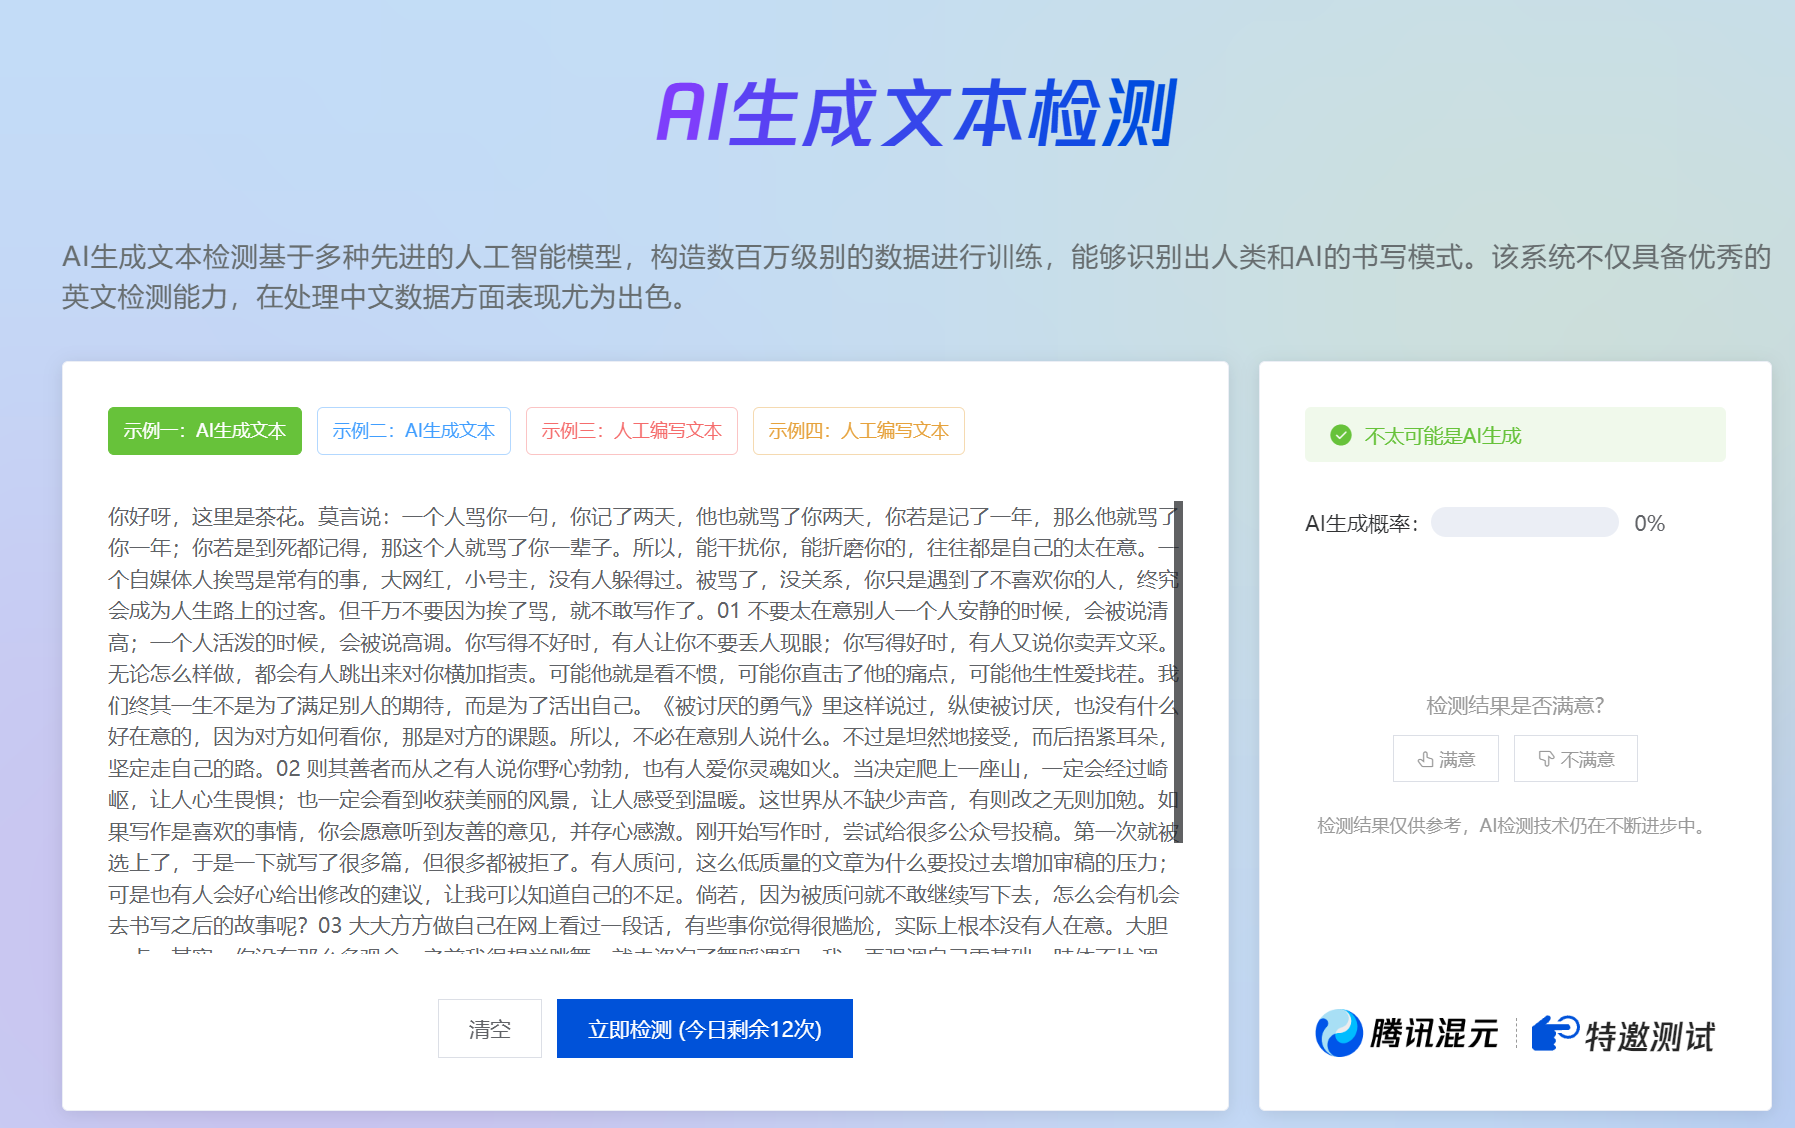 AI生成文本检测
AI生成文本检测基于多种先进的人工智能模型，构造数百万级别的数据进行训练，能够识别出人类和AI的书写模式。该系统不仅具备优秀的
英文检测能力，在处理中文数据方面表现尤为出色。
示例一：AI生成文本
示例二：AI生成文本
示例三：人工编写文本
示例四：人工编写文本
你好呀，这里是茶花。莫言说：一个人骂你一句，你记了两天，他也就骂了你两天，你若是记了一年，那么他就骂了
你一年；你若是到死都记得，那这个人就骂了你一辈子。所以，能干扰你，能折磨你的，往往都是自己的太在意。一
个自媒体人挨骂是常有的事，大网红，小号主，没有人躲得过。被骂了，没关系，你只是遇到了不喜欢你的人，终究
会成为人生路上的过客。但千万不要因为挨了骂，就不敢写作了。01 不要太在意别人一个人安静的时候，会被说清
高；一个人活泼的时候，会被说高调。你写得不好时，有人让你不要丢人现眼；你写得好时，有人又说你卖弄文采。
无论怎么样做，都会有人跳出来对你横加指责。可能他就是看不惯，可能你直击了他的痛点，可能他生性爱找茬。我
们终其一生不是为了满足别人的期待，而是为了活出自己。《被讨厌的勇气》里这样说过，纵使被讨厌，也没有什么
好在意的，因为对方如何看你，那是对方的课题。所以，不必在意别人说什么。不过是坦然地接受，而后捂紧耳朵，
坚定走自己的路。02 则其善者而从之有人说你野心勃勃，也有人爱你灵魂如火。当决定爬上一座山，一定会经过崎
岖，让人心生畏惧；也一定会看到收获美丽的风景，让人感受到温暖。这世界从不缺少声音，有则改之无则加勉。如
果写作是喜欢的事情，你会愿意听到友善的意见，并存心感激。刚开始写作时，尝试给很多公众号投稿。第一次就被
选上了，于是一下就写了很多篇，但很多都被拒了。有人质问，这么低质量的文章为什么要投过去增加审稿的压力；
可是也有人会好心给出修改的建议，让我可以知道自己的不足。倘若，因为被质问就不敢继续写下去，怎么会有机会
去书写之后的故事呢？03 大大方方做自己在网上看过一段话，有些事你觉得很尴尬，实际上根本没有人在意。大胆
清空
立即检测 (今日剩余12次)
不太可能是AI生成
AI生成概率： 0%
检测结果是否满意?
满意
不满意
检测结果仅供参考，AI检测技术仍在不断进步中。
腾讯混元
特邀测试